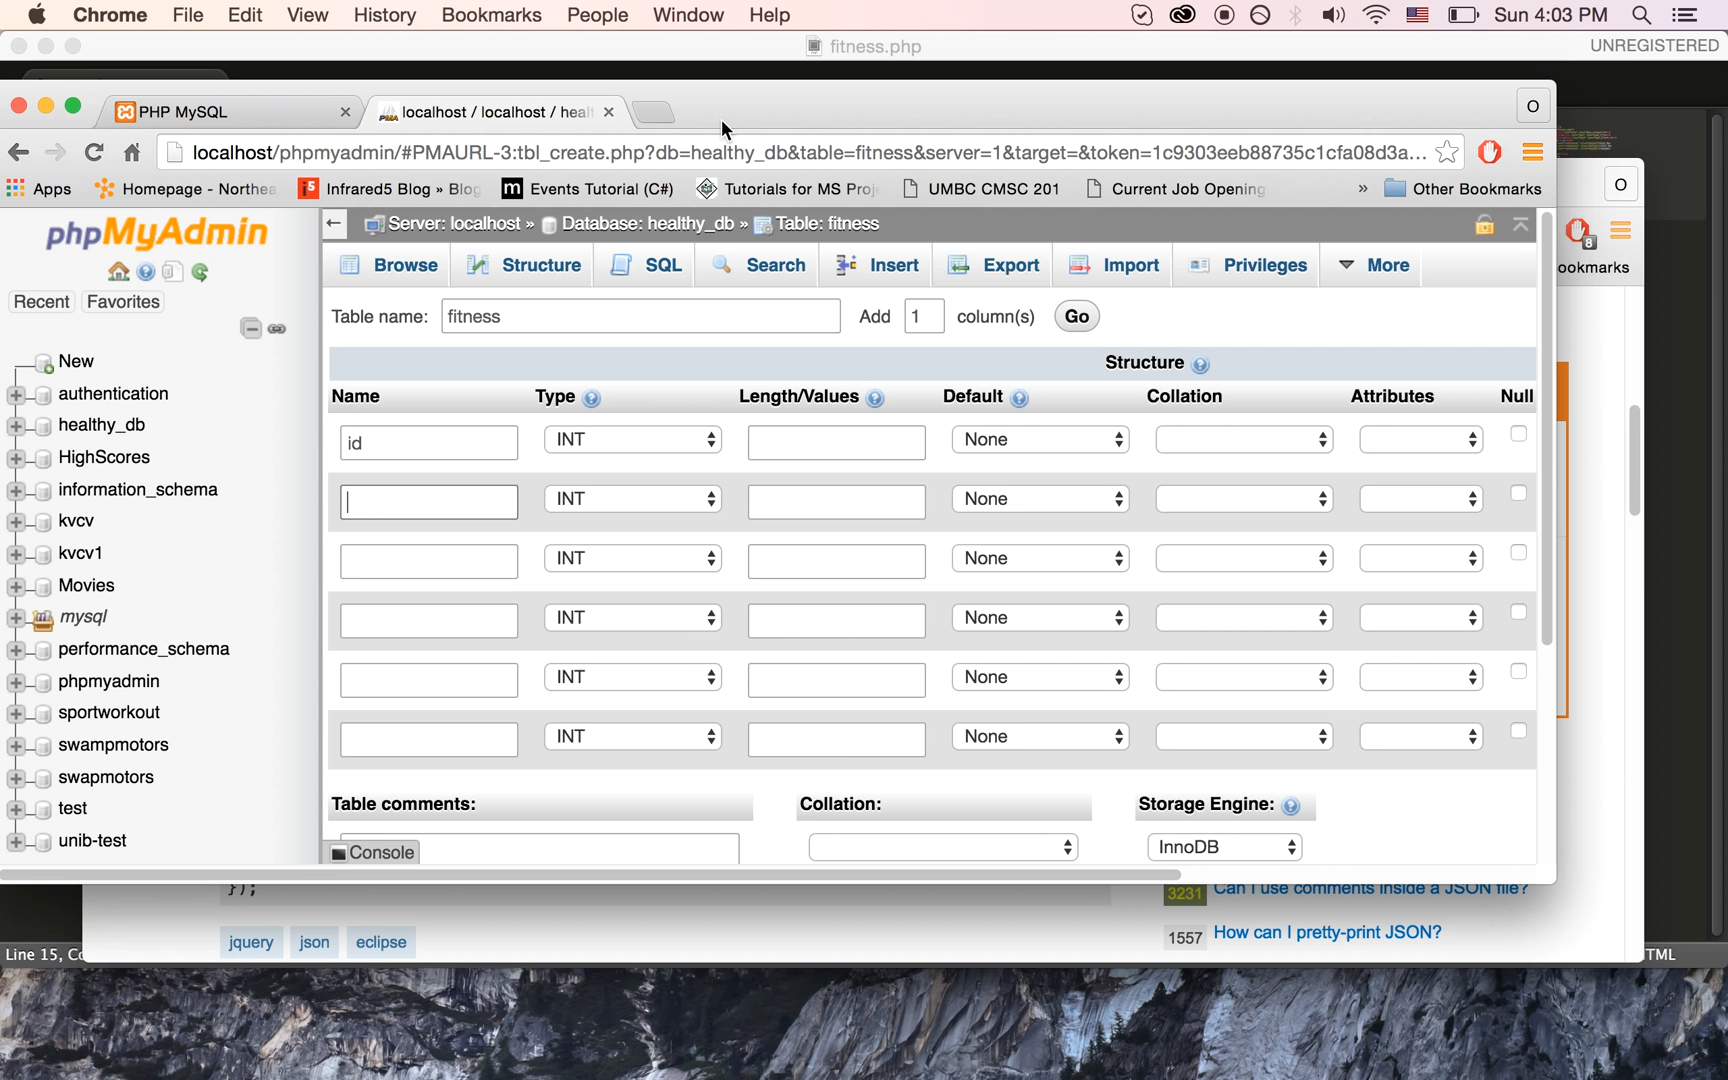 Chrome File Edit View History Bookmarks People Window Help Sun 4:03 PM
fitness.php UNREGISTERED
PHP MySQL localhost / localhost / heal O
localhost/phpmyadmin/#PMAURL-3:tbl_create.php?db=healthy_db&table=fitness&server=1&target=&token=1c9303eeb88735c1cfa08d3a...
Apps Homepage - Northea Infrared5 Blog » Blog Events Tutorial (C#) Tutorials for MS Proj UMBC CMSC 201 Current Job Opening » Other Bookmarks
O
8
ookmarks
phpMyAdmin
Recent Favorites
New
authentication
healthy_db
HighScores
information_schema
kvcv
kvcv1
Movies
mysql
performance_schema
phpmyadmin
sportworkout
swampmotors
swapmotors
test
unib-test
Server: localhost » Database: healthy_db » Table: fitness
Browse Structure SQL Search Insert Export Import Privileges More
Table name: fitness Add 1 column(s) Go
Structure
Name Type Length/Values Default Collation Attributes Null
id INT None
INT None
INT None
INT None
INT None
INT None
Table comments: Collation: Storage Engine:
InnoDB
Console
});
3231 Can I use comments inside a JSON file?
jquery json eclipse
1557 How can I pretty-print JSON?
Line 15, Co
TML